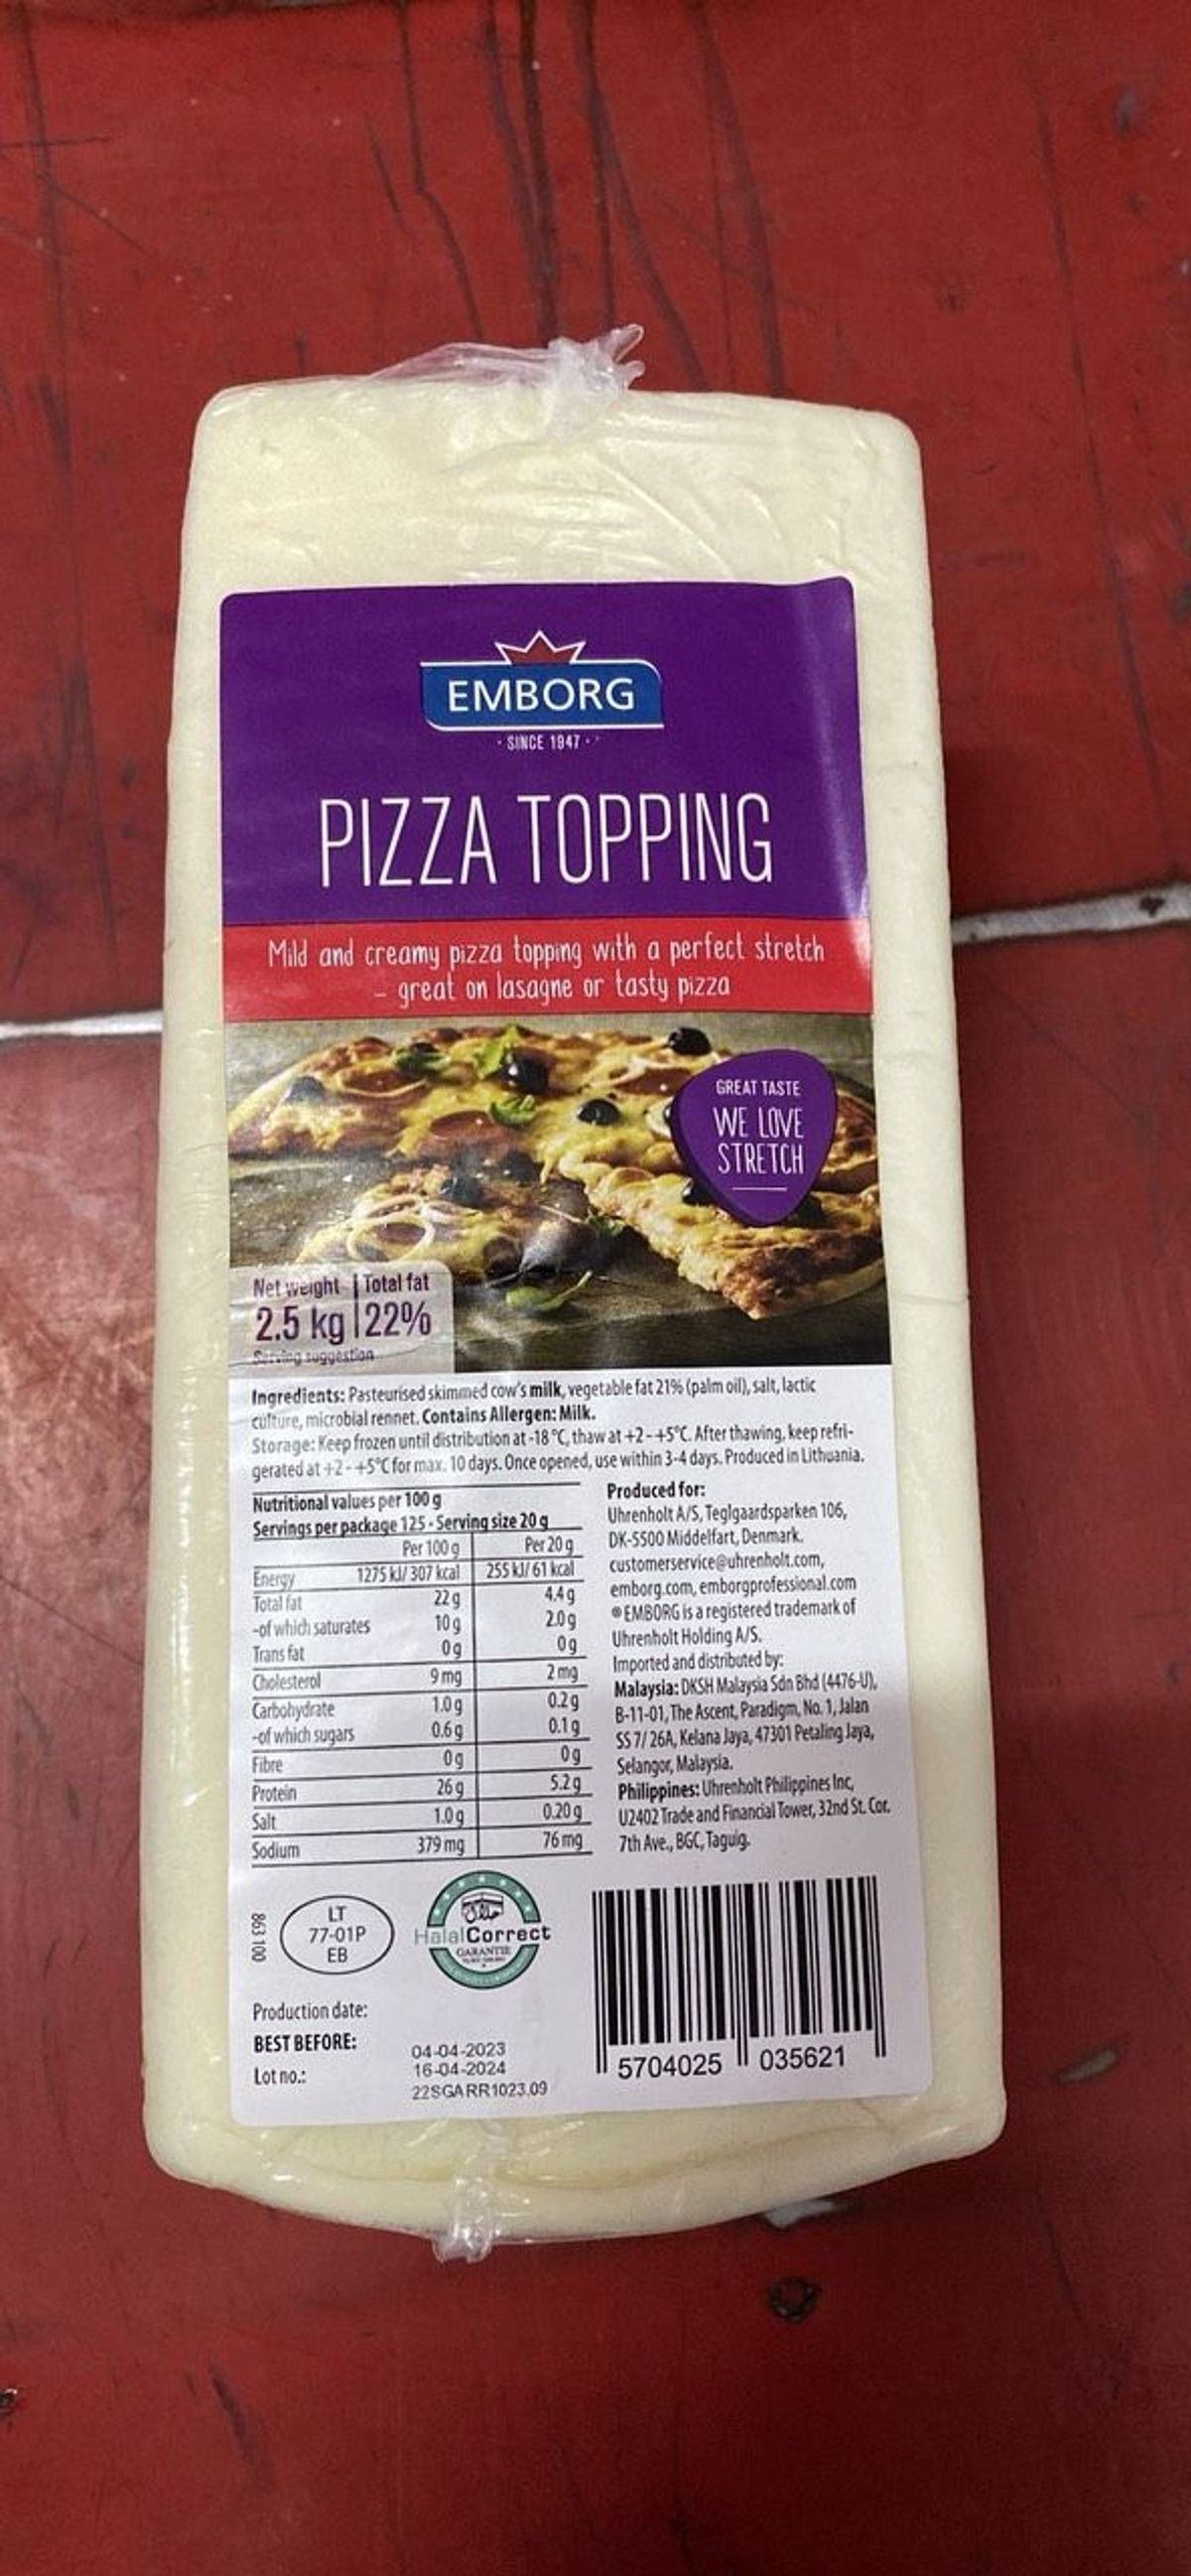 EMBORG
· SINCE 1947 ·
PIZZA TOPPING
Mild and creamy pizza topping with a perfect stretch
– great on lasagne or tasty pizza
GREAT TASTE
WE LOVE
STRETCH
Net weight | Total fat
2.5 kg | 22%
Serving suggestion
Ingredients: Pasteurised skimmed cow's milk, vegetable fat 21% (palm oil), salt, lactic
culture, microbial rennet. Contains Allergen: Milk.
Storage: Keep frozen until distribution at -18 °C, thaw at +2 - +5°C. After thawing, keep refri-
gerated at +2 - +5°C for max. 10 days. Once opened, use within 3-4 days. Produced in Lithuania.
Nutritional values per 100 g
Servings per package 125 - Serving size 20 g
Per 100 g Per 20 g
Energy 1275 kJ/ 307 kcal 255 kJ/ 61 kcal
Total fat 22 g 4.4 g
-of which saturates 10 g 2.0 g
Trans fat 0 g 0 g
Cholesterol 9 mg 2 mg
Carbohydrate 1.0 g 0.2 g
-of which sugars 0.6 g 0.1 g
Fibre 0 g 0 g
Protein 26 g 5.2 g
Salt 1.0 g 0.20 g
Sodium 379 mg 76 mg
Produced for:
Uhrenholt A/S, Teglgaardsparken 106,
DK-5500 Middelfart, Denmark.
customerservice@uhrenholt.com,
emborg.com, emborgprofessional.com
® EMBORG is a registered trademark of
Uhrenholt Holding A/S.
Imported and distributed by:
Malaysia: DKSH Malaysia Sdn Bhd (4476-U),
B-11-01, The Ascent, Paradigm, No. 1, Jalan
SS 7/ 26A, Kelana Jaya, 47301 Petaling Jaya,
Selangor, Malaysia.
Philippines: Uhrenholt Philippines Inc,
U2402 Trade and Financial Tower, 32nd St. Cor.
7th Ave., BGC, Taguig.
863 100
LT
77-01P
EB
HalalCorrect
GARANTIE
Production date:
BEST BEFORE: 04-04-2023
Lot no.: 16-04-2024
22SGARR1023.09
5704025 035621